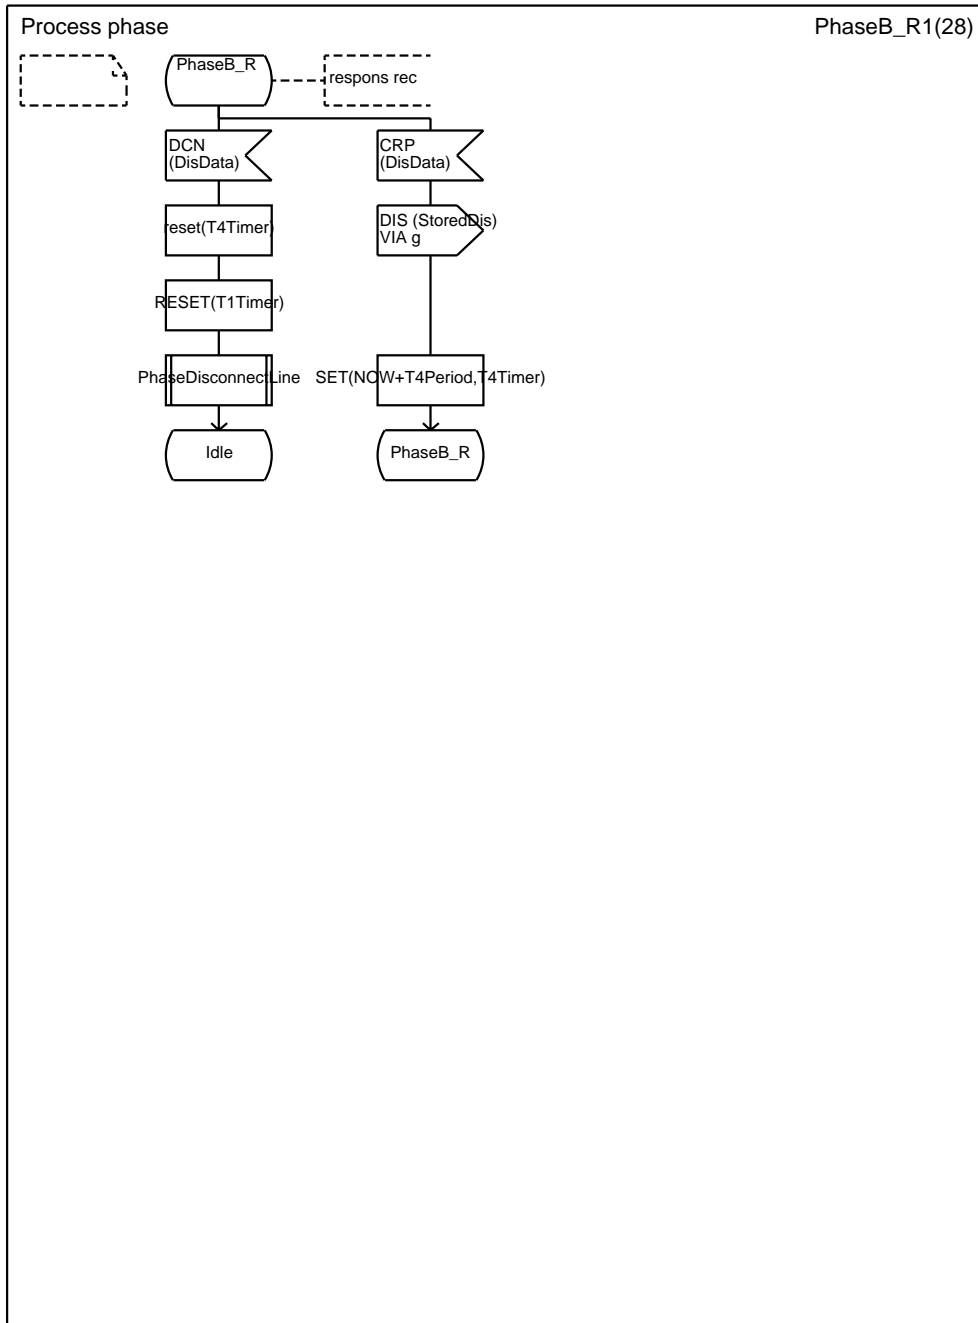 Process phase
PhaseB_R1(28)
PhaseB_R
respons rec
DCN
(DisData)
CRP
(DisData)
reset(T4Timer)
DIS (StoredDis)
VIA g
RESET(T1Timer)
PhaseDisconnectLine
SET(NOW+T4Period,T4Timer)
Idle
PhaseB_R